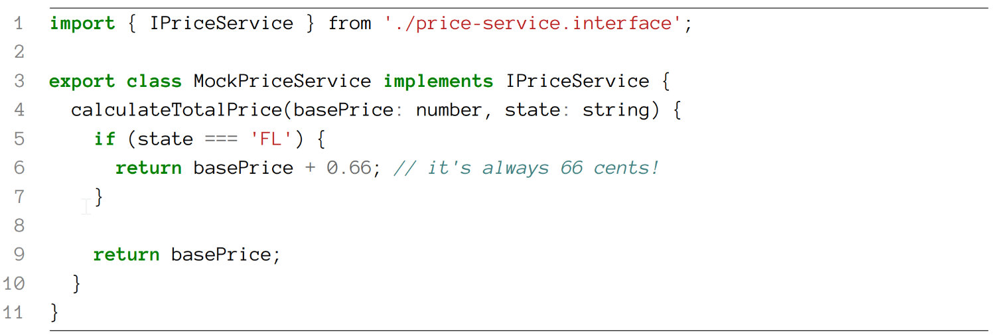 1 import { IPriceService } from './price-service.interface';
2
3 export class MockPriceService implements IPriceService {
4   calculateTotalPrice(basePrice: number, state: string) {
5     if (state === 'FL') {
6       return basePrice + 0.66; // it's always 66 cents!
7     }
8
9     return basePrice;
10   }
11 }